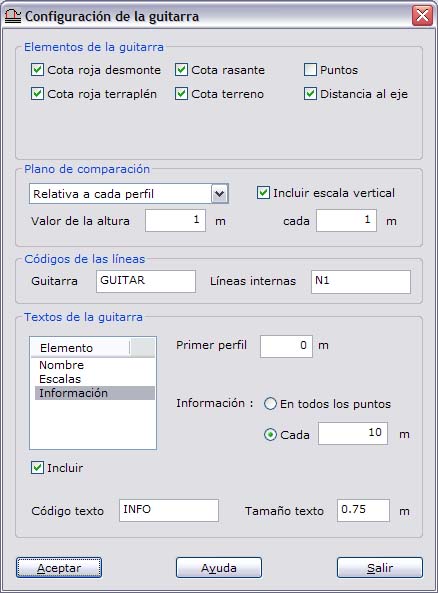 Configuración de la guitarra
Elementos de la guitarra
Cota roja desmonte Cota rasante Puntos
Cota roja terraplén Cota terreno Distancia al eje
Plano de comparación
Relativa a cada perfil Incluir escala vertical
Valor de la altura 1 m cada 1 m
Códigos de las líneas
Guitarra GUITAR Líneas internas N1
Textos de la guitarra
Elemento Primer perfil 0 m
Nombre
Escalas
Información
Información : En todos los puntos
Cada 10 m
Incluir
Código texto INFO Tamaño texto 0.75 m
Aceptar Ayuda Salir